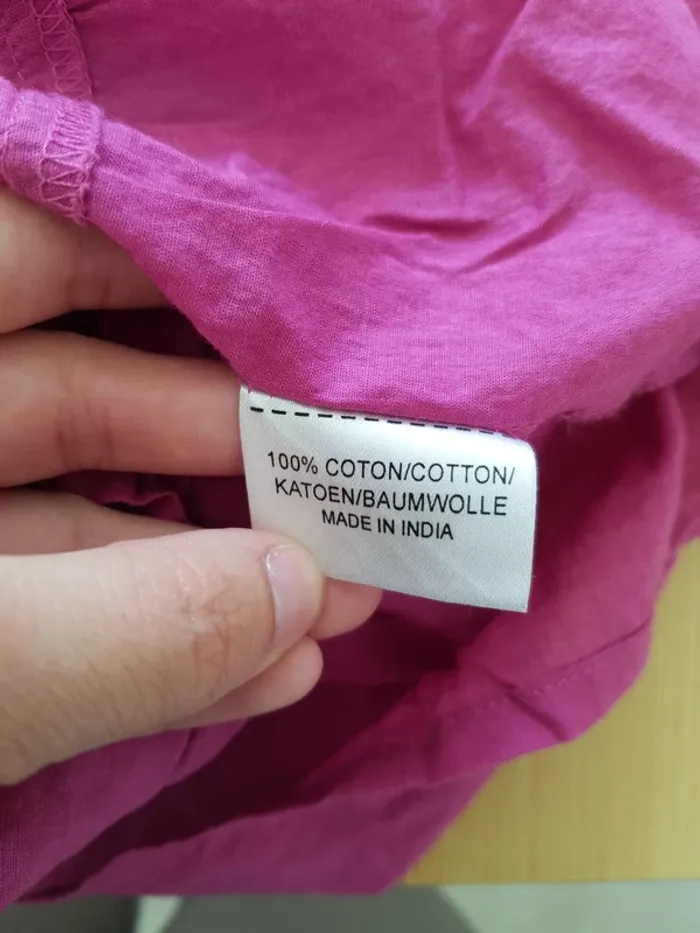 100% COTON/COTTON/
KATOEN/BAUMWOLLE
MADE IN INDIA